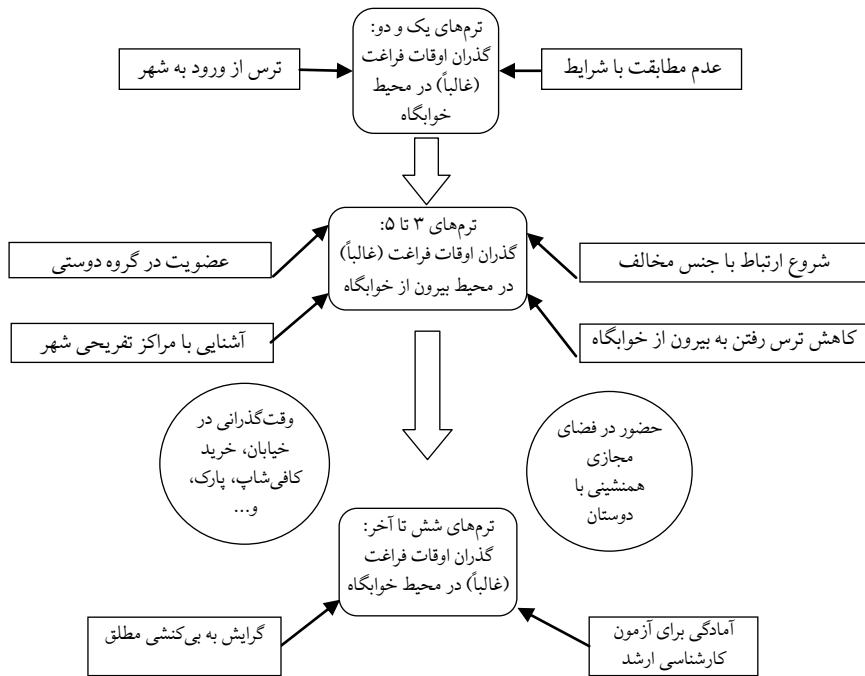 ترم‌های یک و دو:
گذران اوقات فراغت
(غالباً) در محیط
خوابگاه
عدم مطابقت با شرایط
ترس از ورود به شهر
ترم‌های ۳ تا ۵:
گذران اوقات فراغت (غالباً)
در محیط بیرون از خوابگاه
شروع ارتباط با جنس مخالف
عضویت در گروه دوستی
کاهش ترس رفتن به بیرون از خوابگاه
آشنایی با مراکز تفریحی شهر
حضور در فضای
مجازی
همنشینی با
دوستان
وقت‌گذرانی در
خیابان، خرید
کافی‌شاپ، پارک،
و...
ترم‌های شش تا آخر:
گذران اوقات فراغت
(غالباً) در محیط خوابگاه
آمادگی برای آزمون
کارشناسی ارشد
گرایش به بی‌کنشی مطلق